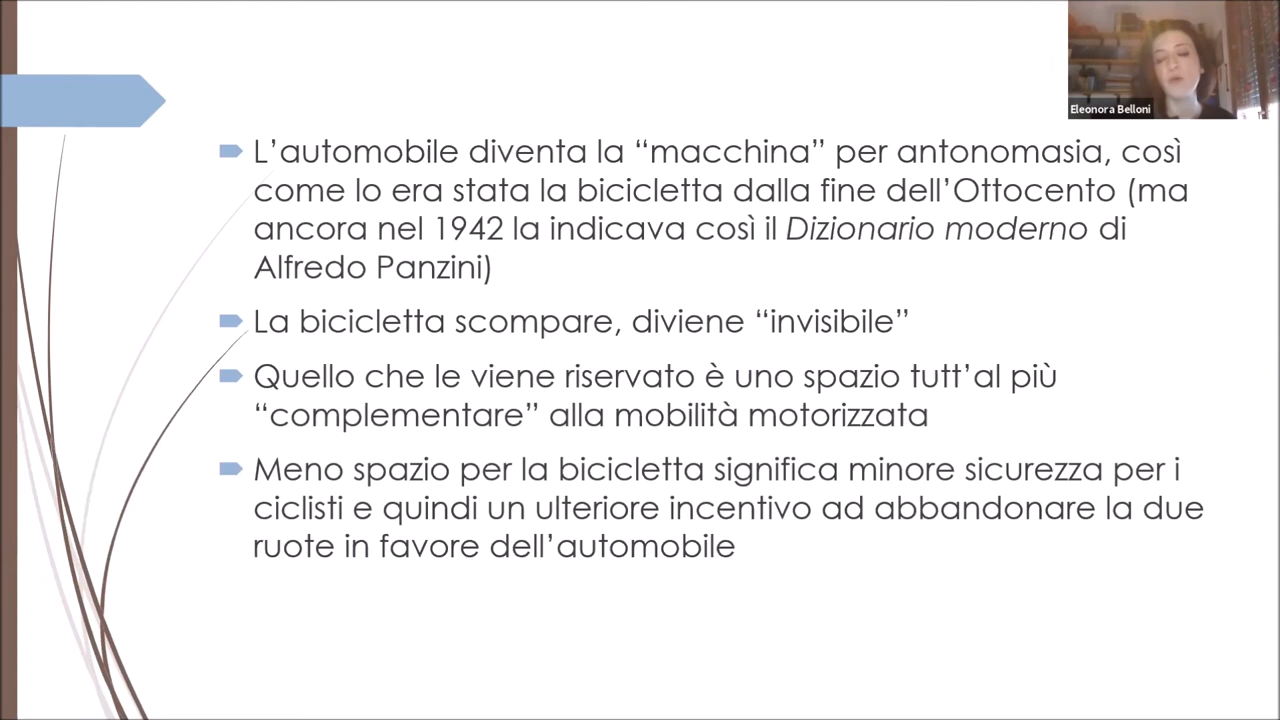 Eleonora Belloni
L’automobile diventa la “macchina” per antonomasia, così
come lo era stata la bicicletta dalla fine dell’Ottocento (ma
ancora nel 1942 la indicava così il Dizionario moderno di
Alfredo Panzini)
La bicicletta scompare, diviene “invisibile”
Quello che le viene riservato è uno spazio tutt’al più
“complementare” alla mobilità motorizzata
Meno spazio per la bicicletta significa minore sicurezza per i
ciclisti e quindi un ulteriore incentivo ad abbandonare la due
ruote in favore dell’automobile